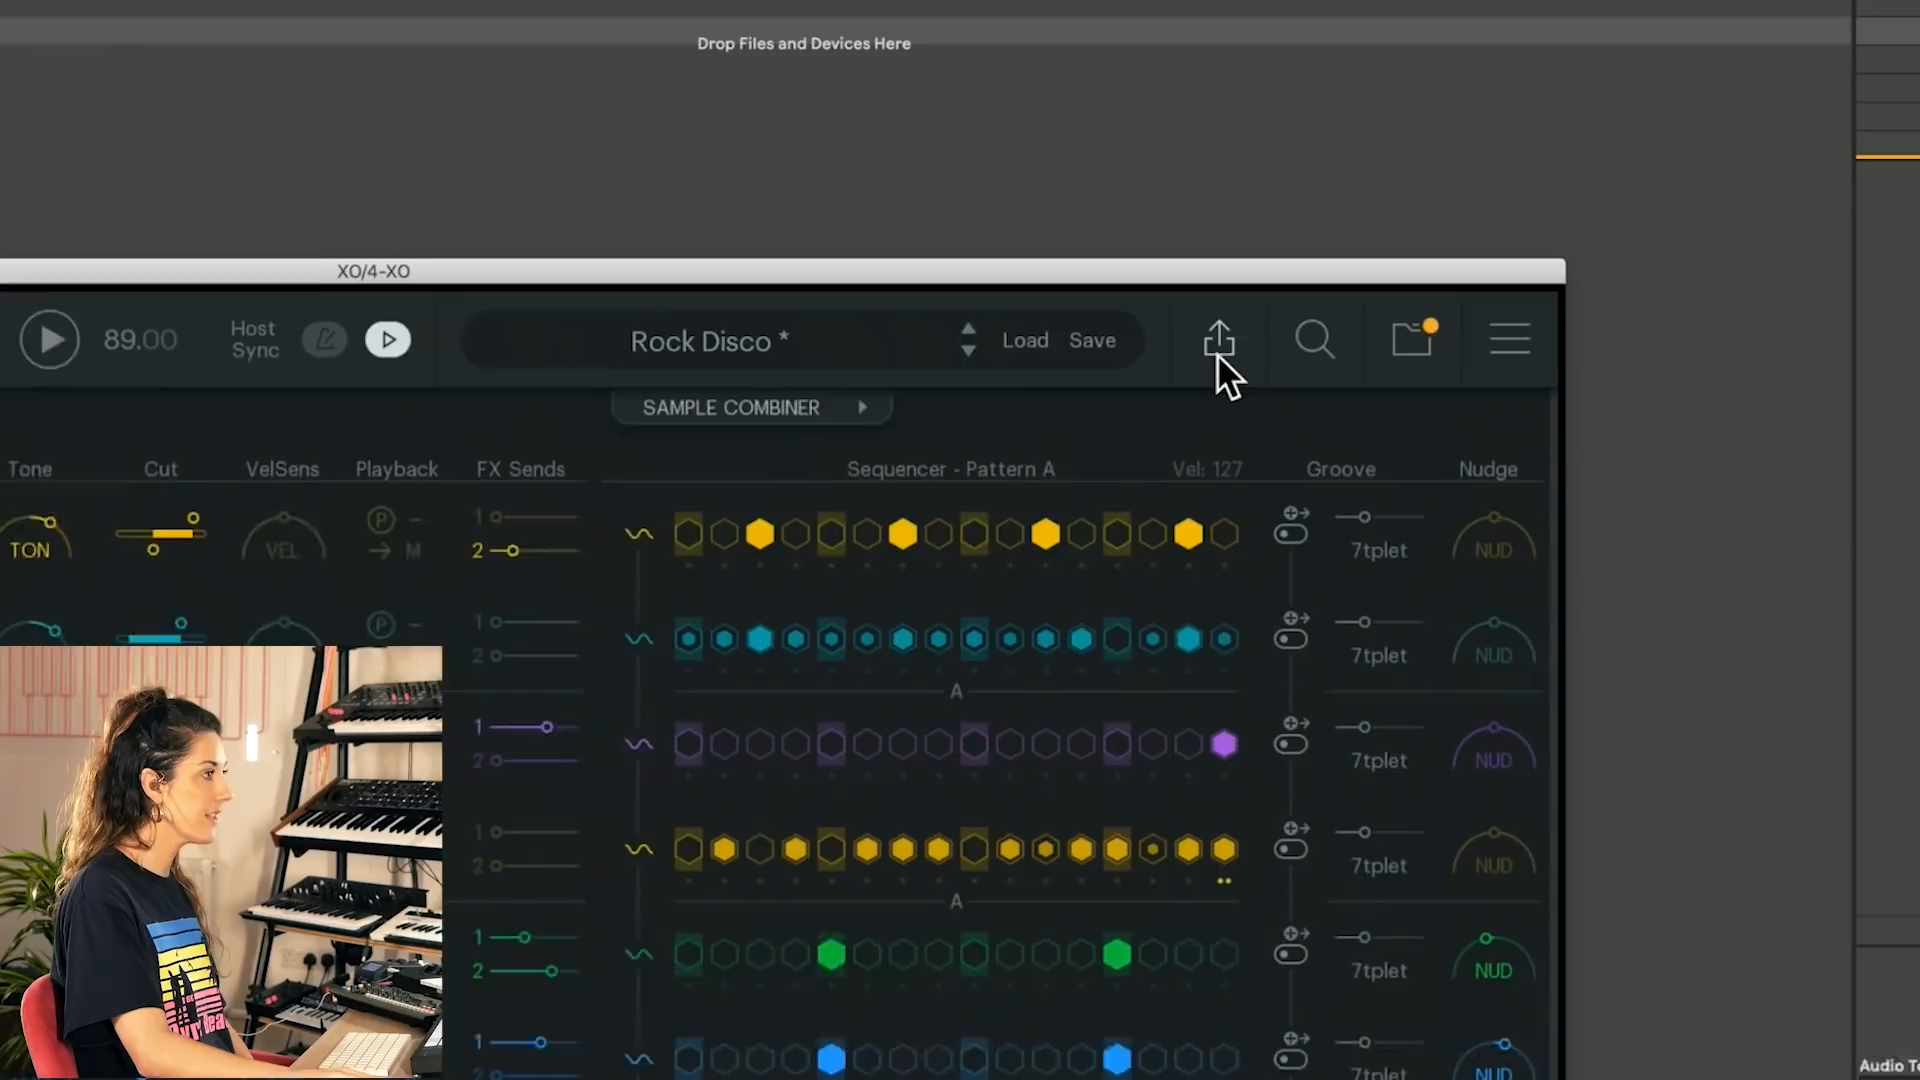 Drop Files and Devices Here
XO/4-XO
89.00
Host
Sync
Rock Disco *
Load Save
SAMPLE COMBINER
Tone Cut VelSens Playback FX Sends Sequencer - Pattern A Vel: 127 Groove Nudge
TON VEL P M 1 2 7tplet NUD
P 1 2 7tplet NUD
A
1 2 7tplet NUD
1 2 7tplet NUD
A
1 2 7tplet NUD
1 2 7tplet NUD